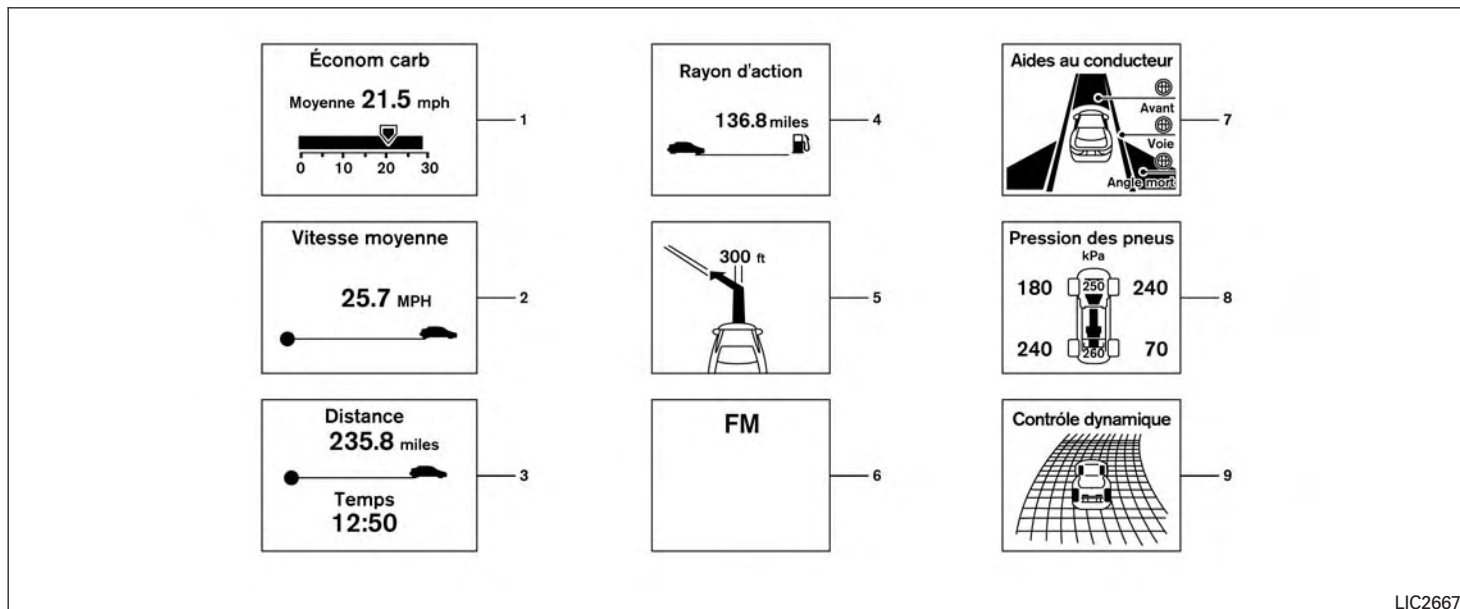 Économ carb
Moyenne 21.5 mph
0 10 20 30
1
Vitesse moyenne
25.7 MPH
2
Distance
235.8 miles
Temps
12:50
3
Rayon d'action
136.8 miles
4
300 ft
5
FM
6
Aides au conducteur
Avant
Voie
Angle mort
7
Pression des pneus
kPa
180 250 240
240 260 70
8
Contrôle dynamique
9
LIC2667